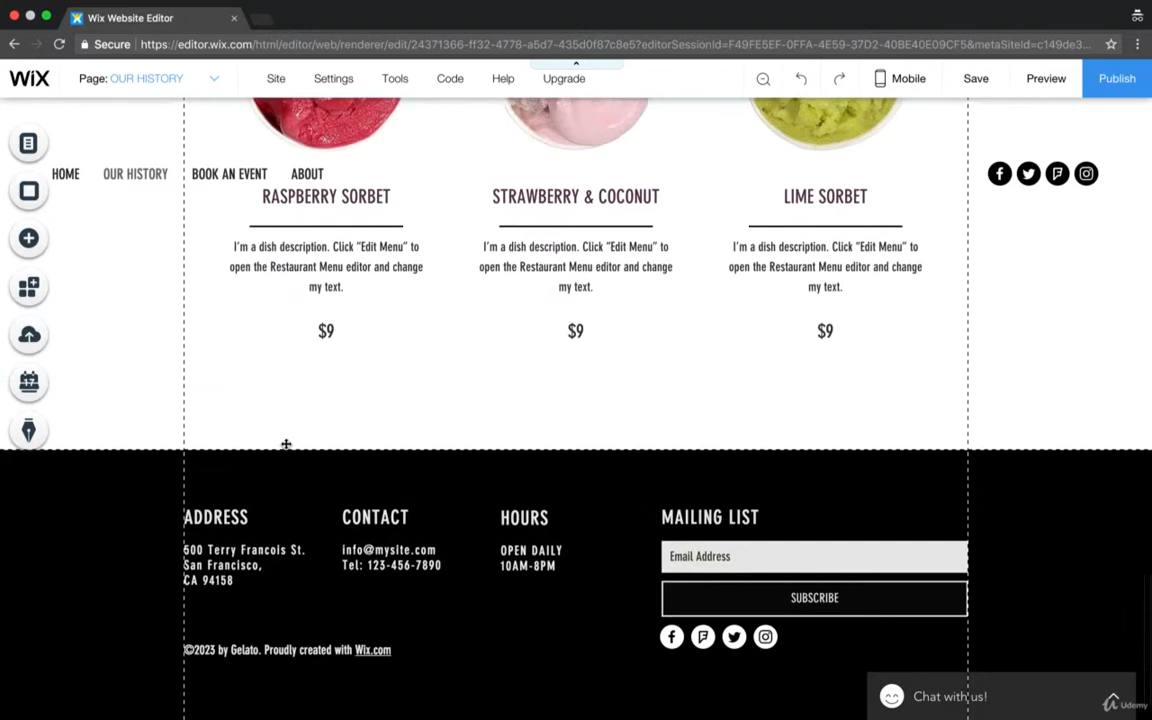 Wix Website Editor
Secure https://editor.wix.com/html/editor/web/renderer/edit/24371366-ff32-4778-a5d7-435d0f87c8e5?editorSessionId=F49FE5EF-0FFA-4E59-37D2-40BE40E09CF5&metaSiteId=c149de3...
WiX Page: OUR HISTORY Site Settings Tools Code Help Upgrade Mobile Save Preview Publish
HOME OUR HISTORY BOOK AN EVENT ABOUT
RASPBERRY SORBET STRAWBERRY & COCONUT LIME SORBET
I'm a dish description. Click "Edit Menu" to I'm a dish description. Click "Edit Menu" to I'm a dish description. Click "Edit Menu" to
open the Restaurant Menu editor and change open the Restaurant Menu editor and change open the Restaurant Menu editor and change
my text. my text. my text.
$9 $9 $9
17
ADDRESS CONTACT HOURS MAILING LIST
500 Terry Francois St. info@mysite.com OPEN DAILY Email Address
San Francisco, Tel: 123-456-7890 10AM-8PM
CA 94158
SUBSCRIBE
©2023 by Gelato. Proudly created with Wix.com
Chat with us!
Udemy